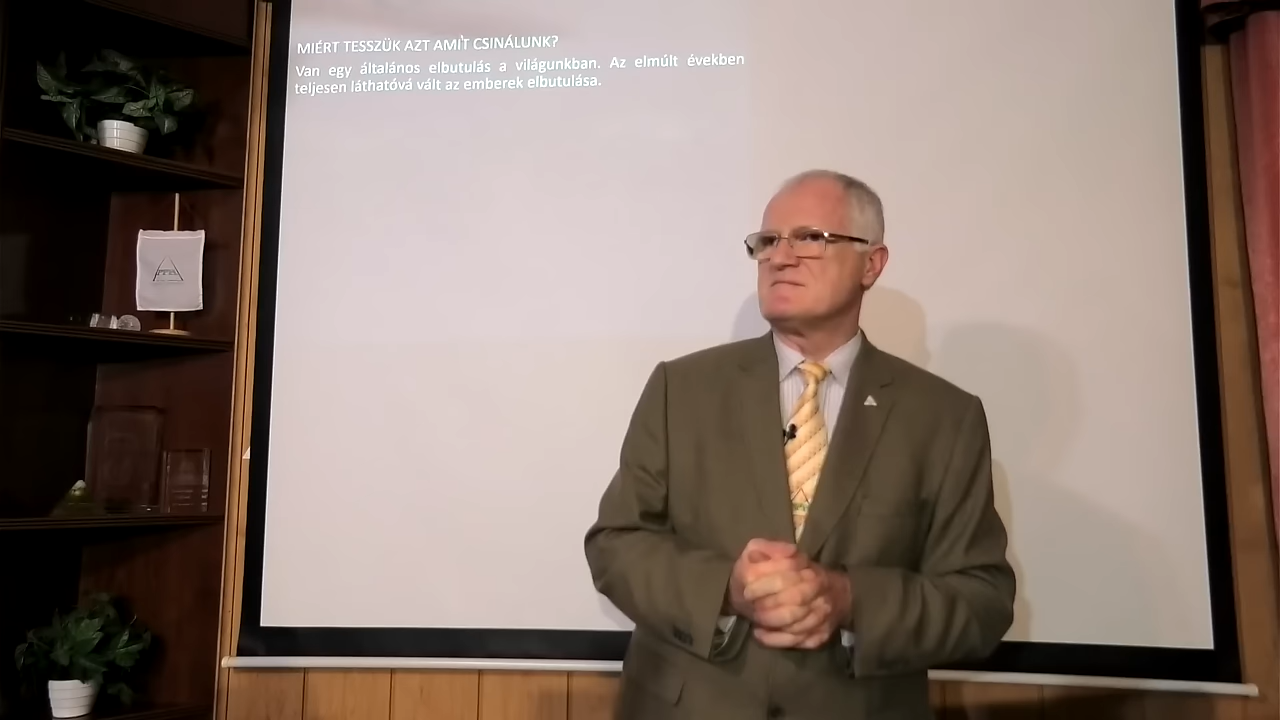 MIÉRT TESSZÜK AZT AMIT CSINÁLUNK?
Van egy általános elbutulás a világunkban. Az elmúlt években
teljesen láthatóvá vált az emberek elbutulása.